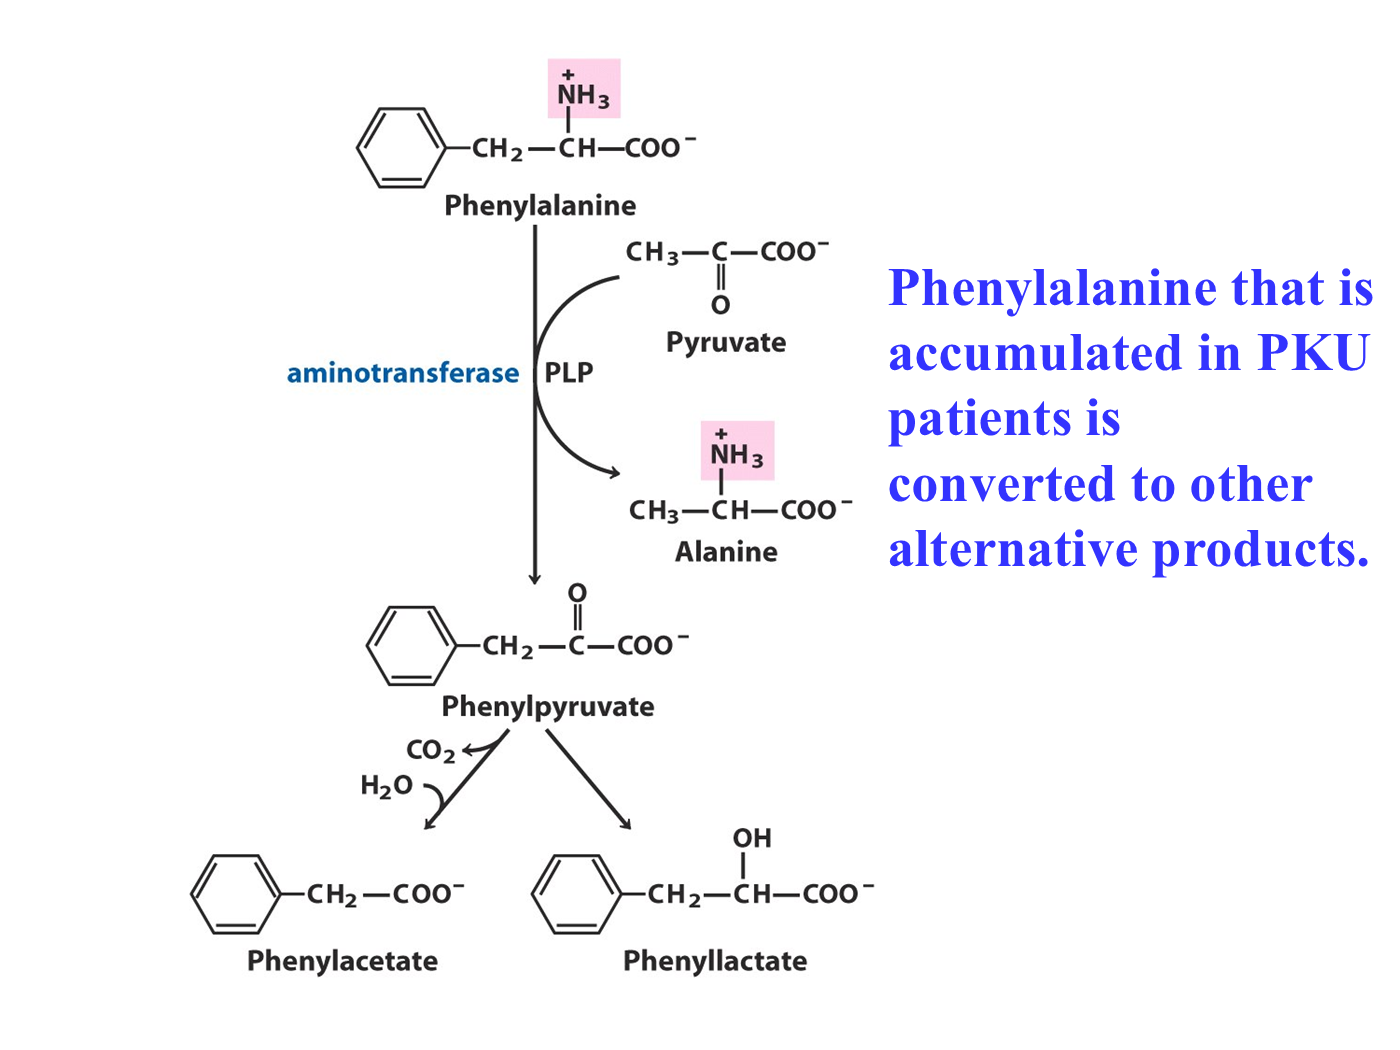 +
NH3
CH2—CH—COO−
Phenylalanine
CH3—C—COO−
O
Pyruvate
aminotransferase PLP
+
NH3
CH3—CH—COO−
Alanine
O
CH2—C—COO−
Phenylpyruvate
CO2
H2O
OH
CH2—COO−
CH2—CH—COO−
Phenylacetate
Phenyllactate
Phenylalanine that is
accumulated in PKU
patients is
converted to other
alternative products.